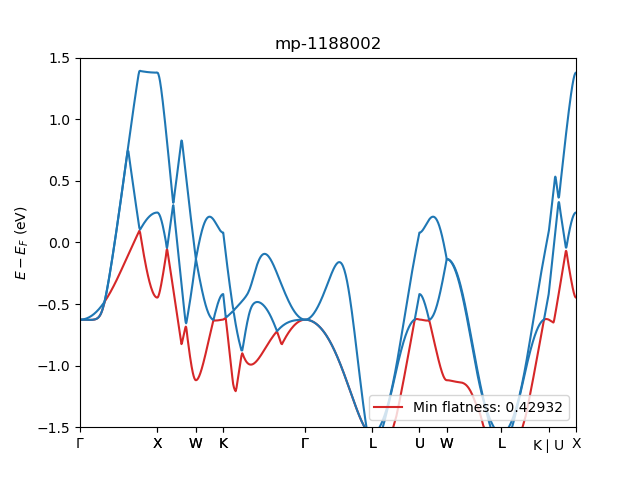 mp-1188002
1.5
1.0
0.5
0.0
−0.5
−1.0
−1.5
E − E_F (eV)
Min flatness: 0.42932
Γ X W K Γ L U W L K | U X